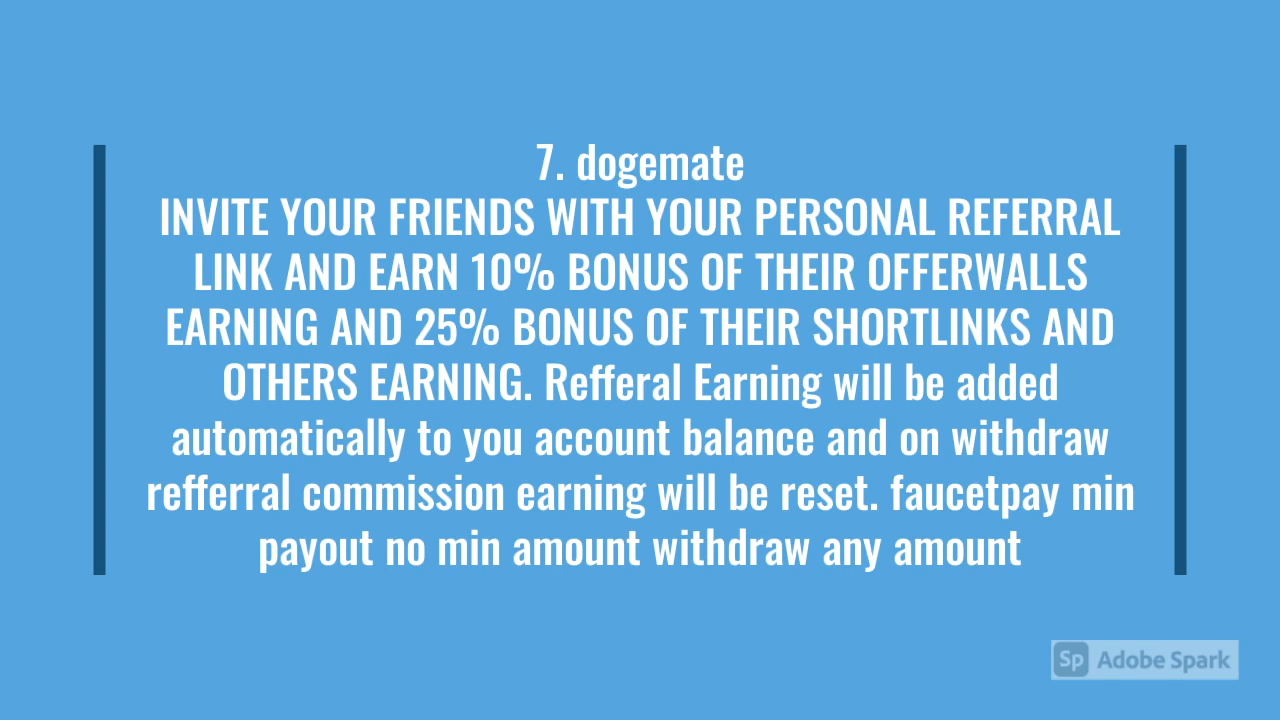 7. dogemate
INVITE YOUR FRIENDS WITH YOUR PERSONAL REFERRAL
LINK AND EARN 10% BONUS OF THEIR OFFERWALLS
EARNING AND 25% BONUS OF THEIR SHORTLINKS AND
OTHERS EARNING. Refferal Earning will be added
automatically to you account balance and on withdraw
refferral commission earning will be reset. faucetpay min
payout no min amount withdraw any amount
Sp Adobe Spark